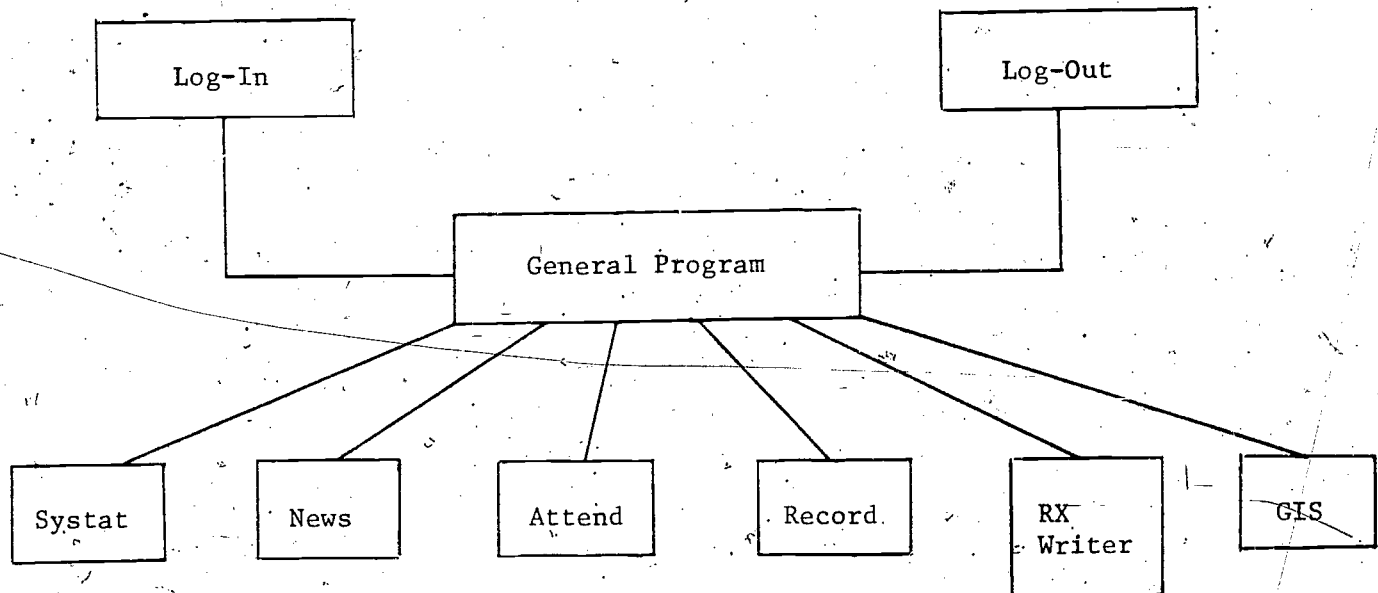 Log-In
Log-Out
General Program
Systat
News
Attend
Record
RX
Writer
GIS